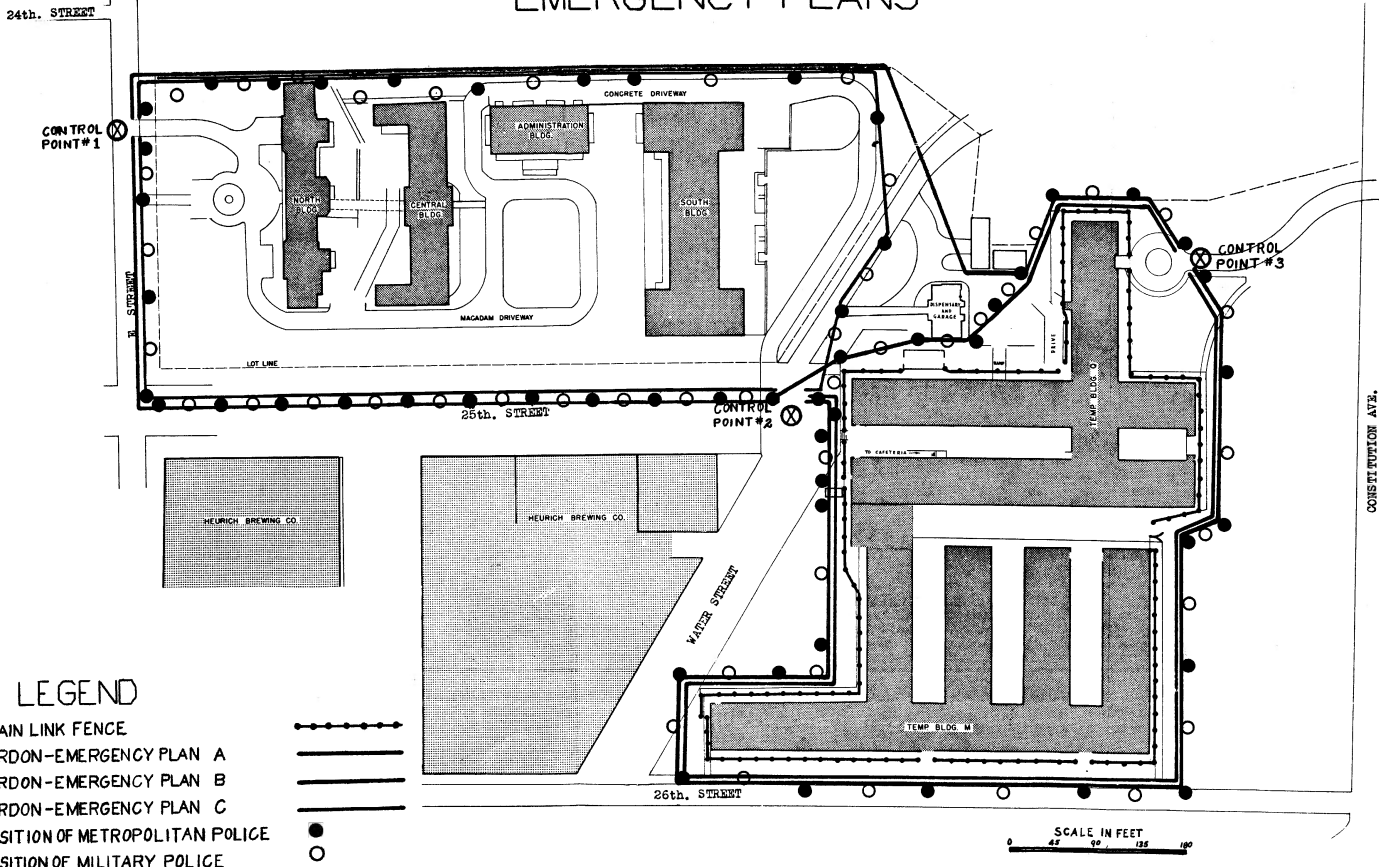 EMERGENCY PLANS
24th. STREET
CONTROL
POINT #1
CONCRETE DRIVEWAY
ADMINISTRATION
BLDG.
NORTH
BLDG.
CENTRAL
BLDG.
SOUTH
BLDG
E STREET
MACADAM DRIVEWAY
LOT LINE
CONTROL
POINT #3
DISPENSARY
AND
GARAGE
DRIVE
RAMP
TEMP BLDG. Q
25th. STREET
CONTROL
POINT #2
TO CAFETERIA
CONSTITUTION AVE.
HEURICH BREWING CO.
HEURICH BREWING CO.
WATER STREET
TEMP BLDG. M
26th. STREET
LEGEND
AIN LINK FENCE
RDON-EMERGENCY PLAN A
RDON-EMERGENCY PLAN B
RDON-EMERGENCY PLAN C
SITION OF METROPOLITAN POLICE
SITION OF MILITARY POLICE
SCALE IN FEET
0 45 90 135 180